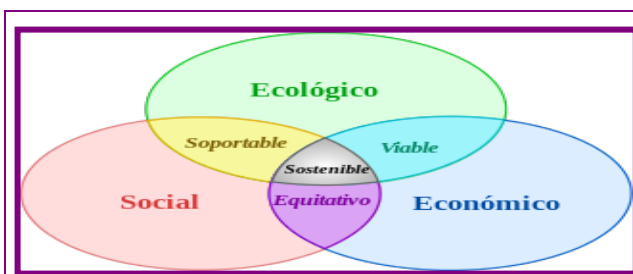 Ecológico
Soportable
Viable
Sostenible
Social
Equitativo
Económico